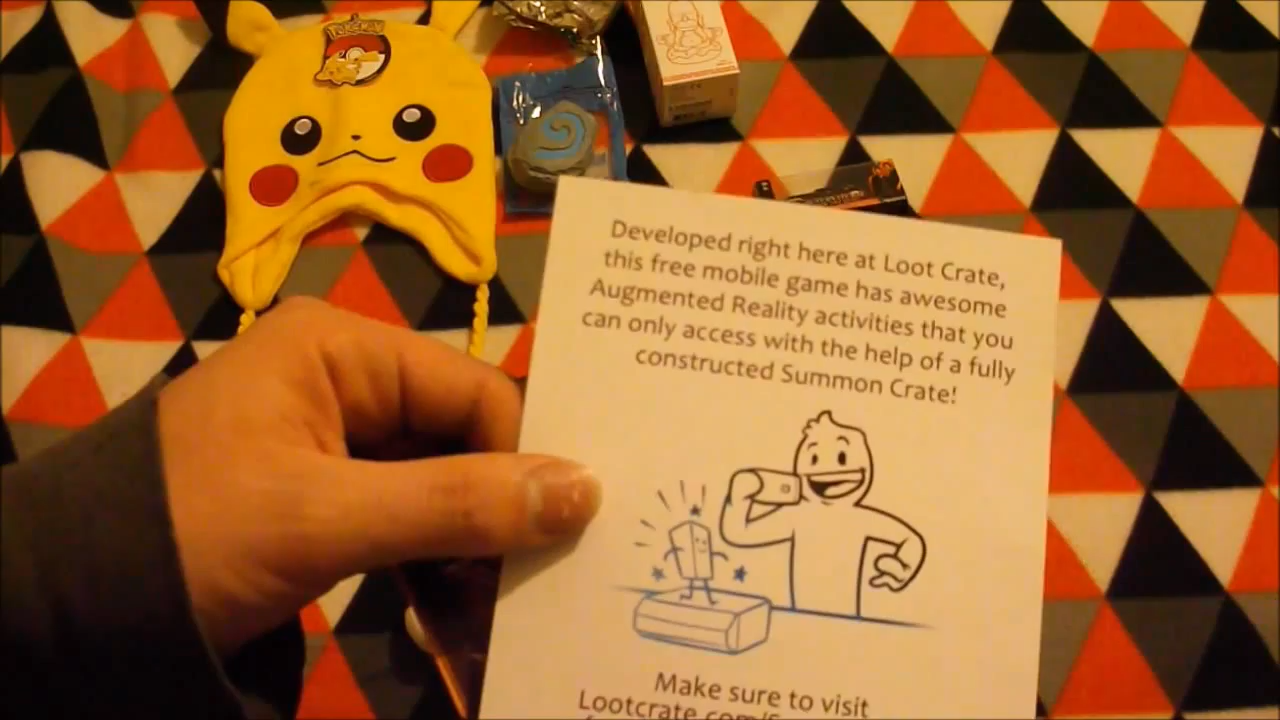 POKéMON
Developed right here at Loot Crate,
this free mobile game has awesome
Augmented Reality activities that you
can only access with the help of a fully
constructed Summon Crate!
Make sure to visit